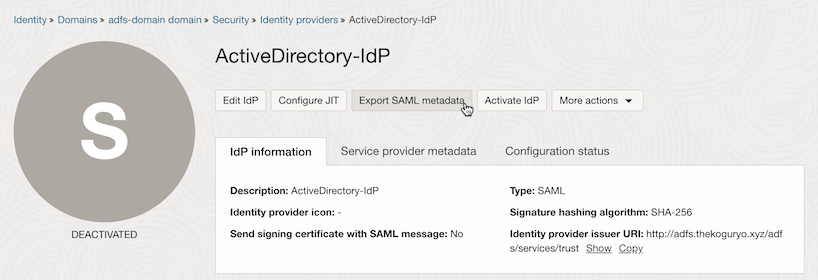 Identity » Domains » adfs-domain domain » Security » Identity providers » ActiveDirectory-IdP
S
DEACTIVATED
ActiveDirectory-IdP
Edit IdP Configure JIT Export SAML metadata Activate IdP More actions
IdP information Service provider metadata Configuration status
Description: ActiveDirectory-IdP
Identity provider icon: -
Send signing certificate with SAML message: No
Type: SAML
Signature hashing algorithm: SHA-256
Identity provider issuer URI: http://adfs.thekoguryo.xyz/adf
s/services/trust Show Copy